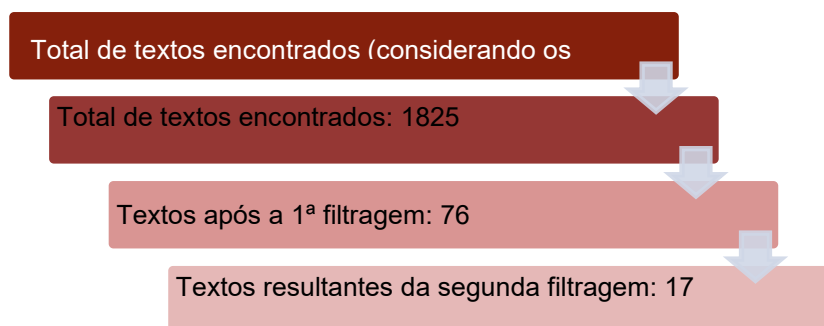 Total de textos encontrados (considerando os
Total de textos encontrados: 1825
Textos após a 1ª filtragem: 76
Textos resultantes da segunda filtragem: 17